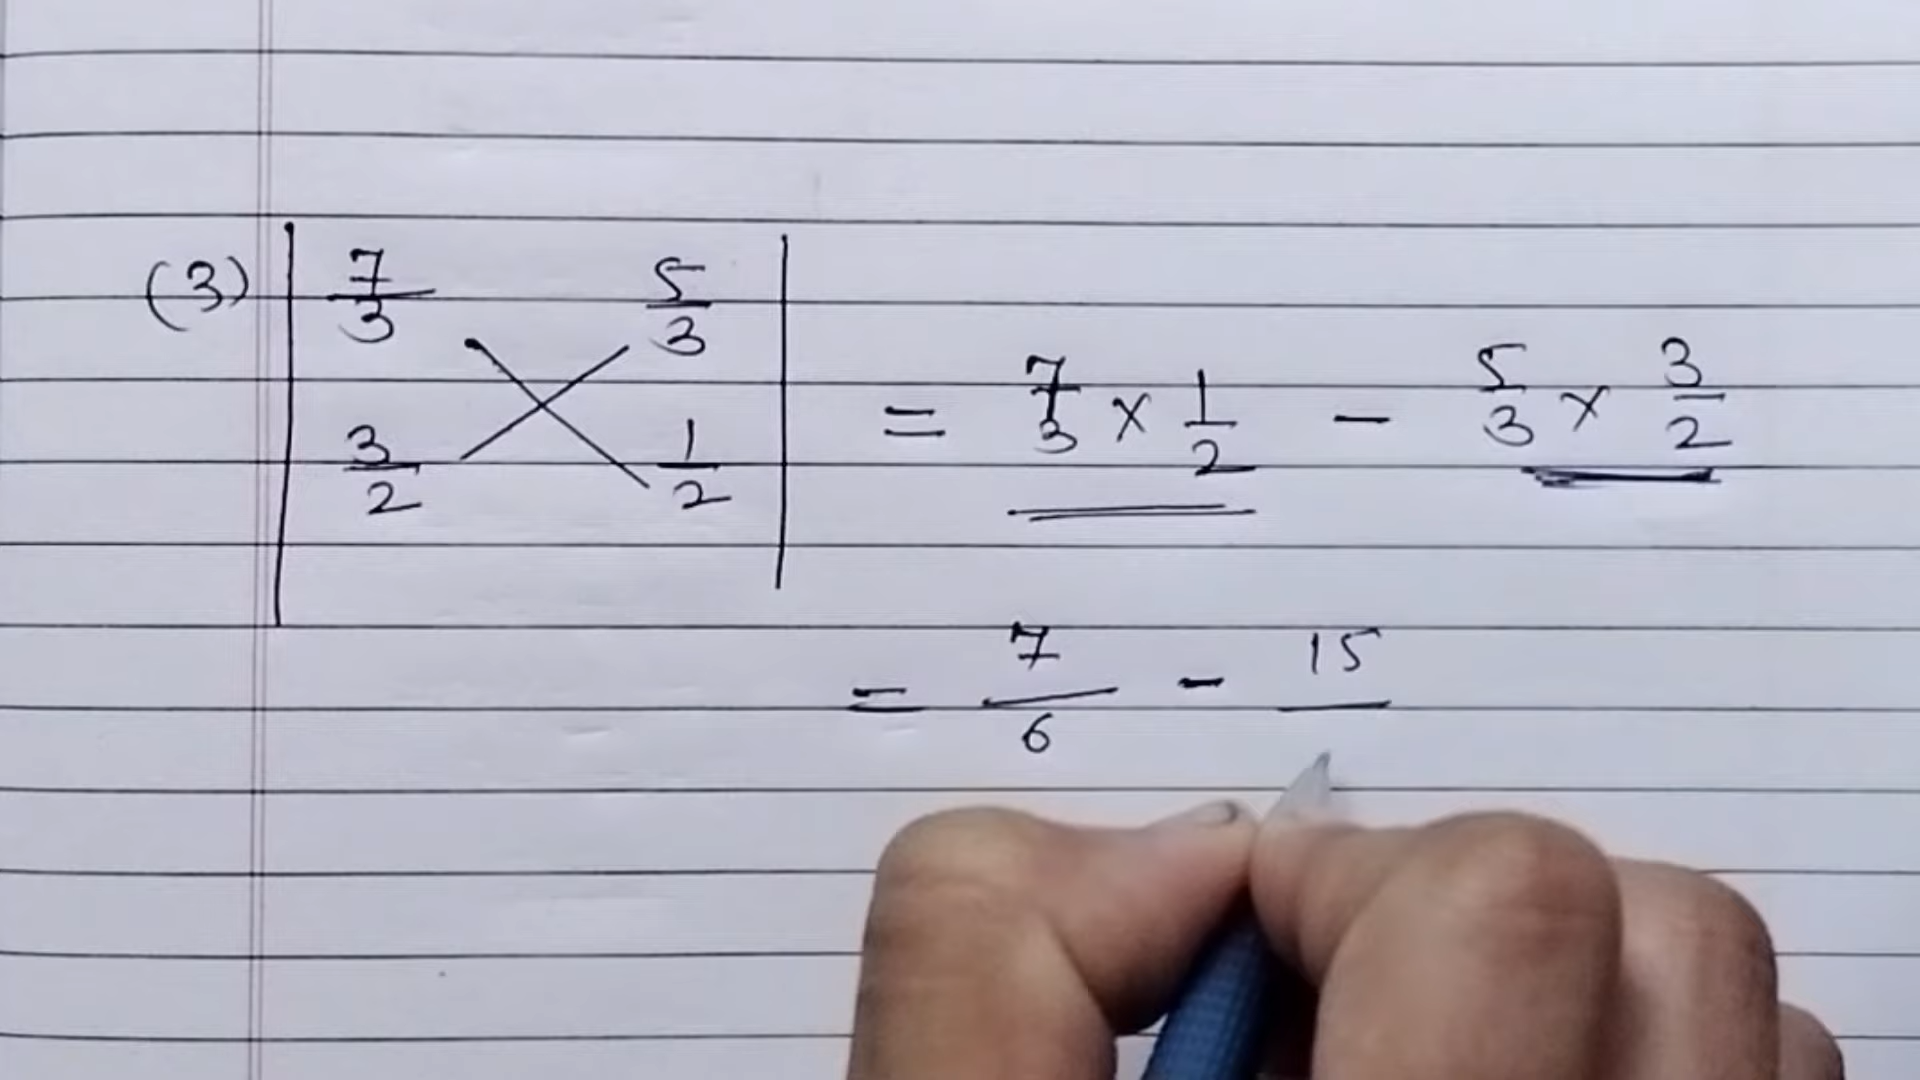 (3) | 7/3 5/3 | = 7/3 × 1/2 - 5/3 × 3/2
| 3/2 1/2 |
= 7/6 - 15/